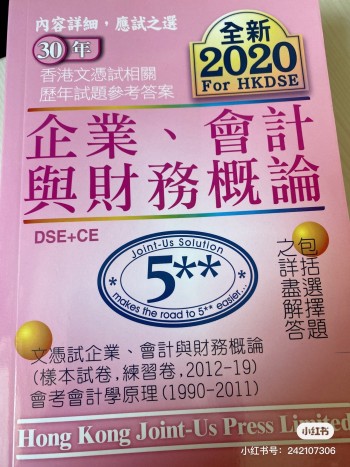 內容詳細，應試之選
30年
香港文憑試相關
歷年試題參考答案
全新
2020
For HKDSE
企業、會計
與財務概論
DSE+CE
Joint-Us Solution
5**
makes the road to 5** easier...
包括選擇題
之詳盡解答
文憑試企業、會計與財務概論
(樣本試卷,練習卷,2012-19)
會考會計學原理(1990-2011)
Hong Kong Joint-Us Press Limited
小红书
小红书号：242107306